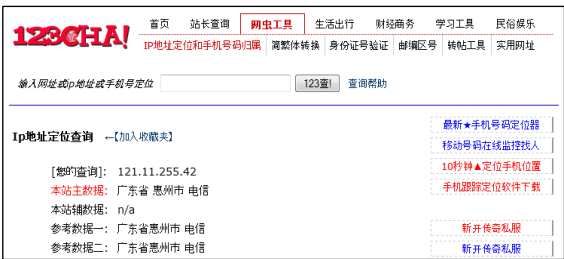 123CHA!
首页 站长查询 网虫工具 生活出行 财经商务 学习工具 民俗娱乐
IP地址定位和手机号码归属 简繁体转换 身份证号验证 邮编区号 转帖工具 实用网址
输入网址或ip地址或手机号定位 123查! 查询帮助
最新★手机号码定位器
Ip地址定位查询 ←【加入收藏夹】
移动号码在线监控找人
[您的查询]: 121.11.255.42
10秒钟▲定位手机位置
本站主数据: 广东省 惠州市 电信
手机跟踪定位软件下载
本站辅数据: n/a
参考数据一: 广东省惠州市 电信
新开传奇私服
参考数据二: 广东省惠州市 电信
新开传奇私服